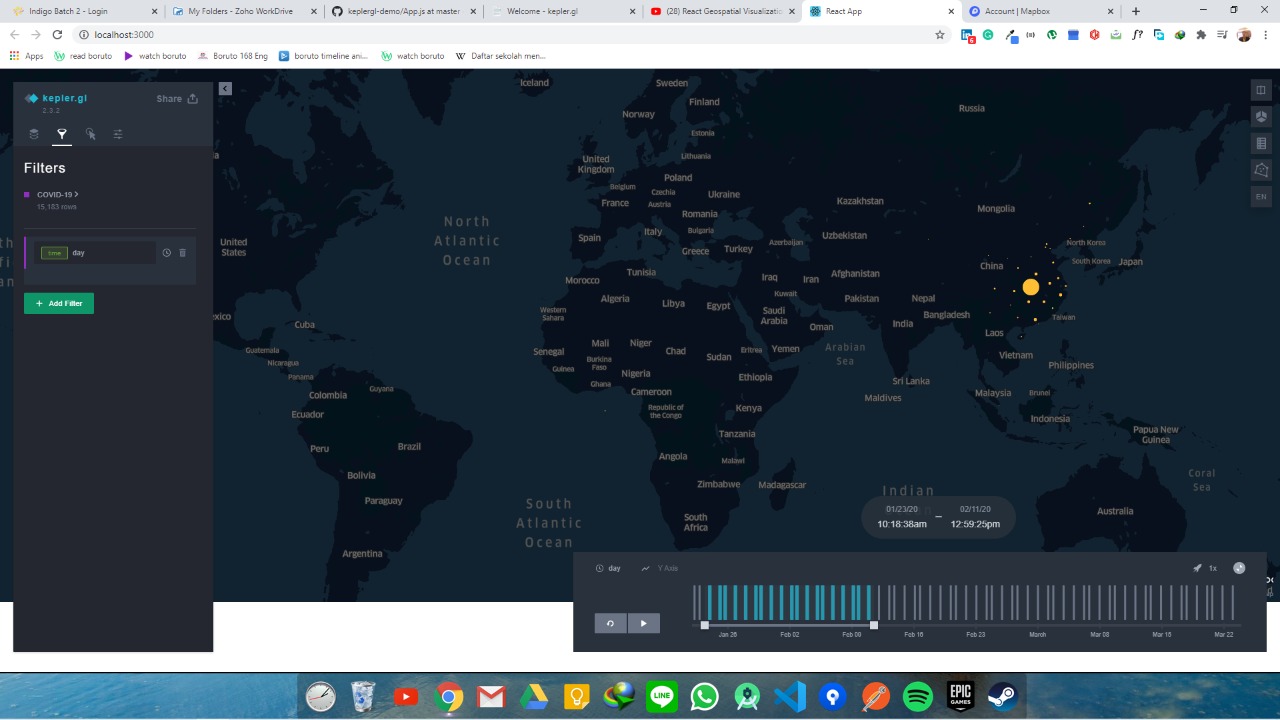 Indigo Batch 2 - Login
My Folders - Zoho WorkDrive
keplergl-demo/App.js at master
Welcome - kepler.gl
(28) React Geospatial Visualizatio
React App
Account | Mapbox
localhost:3000
Apps
read Boruto
watch boruto
Boruto 100 Eng
boruto timeline ani...
watch boruto
Daftar sekolah men...
kepler.gl
2.3.2
Share
Filters
COVID-19
15,183 rows
time
day
Add Filter
EN
Iceland
Sweden
Finland
Norway
Russia
Estonia
Lithuania
United
Kingdom
Poland
Belgium
Czechia
Ukraine
France
Austria
Kazakhstan
Romania
Mongolia
North
Atlantic
Ocean
United
States
Spain
Italy
Bulgaria
Uzbekistan
Greece
Turkey
Azerbaijan
North Korea
China
South Korea
Japan
Morocco
Tunisia
Iraq
Iran
Afghanistan
Algeria
Libya
Egypt
Kuwait
Pakistan
Nepal
Western
Sahara
Saudi
Arabia
Bangladesh
Taiwan
Cuba
Oman
India
Laos
Mali
Niger
Chad
Sudan
Eritrea
Yemen
Arabian
Sea
Guatemala
Senegal
Vietnam
Nicaragua
Burkina
Faso
Philippines
Guinea
Nigeria
Panama
Ghana
Ethiopia
Sri Lanka
Guyana
Cameroon
Maldives
Malaysia
Brunei
Colombia
Republic of
the Congo
Kenya
Ecuador
Indonesia
Papua New
Guinea
Tanzania
Peru
Brazil
Angola
Malawi
Bolivia
Zimbabwe
Madagascar
Coral
Sea
Indian
Paraguay
South
Atlantic
Ocean
South
Africa
Australia
Argentina
01/23/20
10:18:38am
–
02/11/20
12:59:25pm
day
Y Axis
1x
Jan 26
Feb 02
Feb 09
Feb 16
Feb 23
March
Mar 08
Mar 15
Mar 22
LINE
EPIC
GAMES